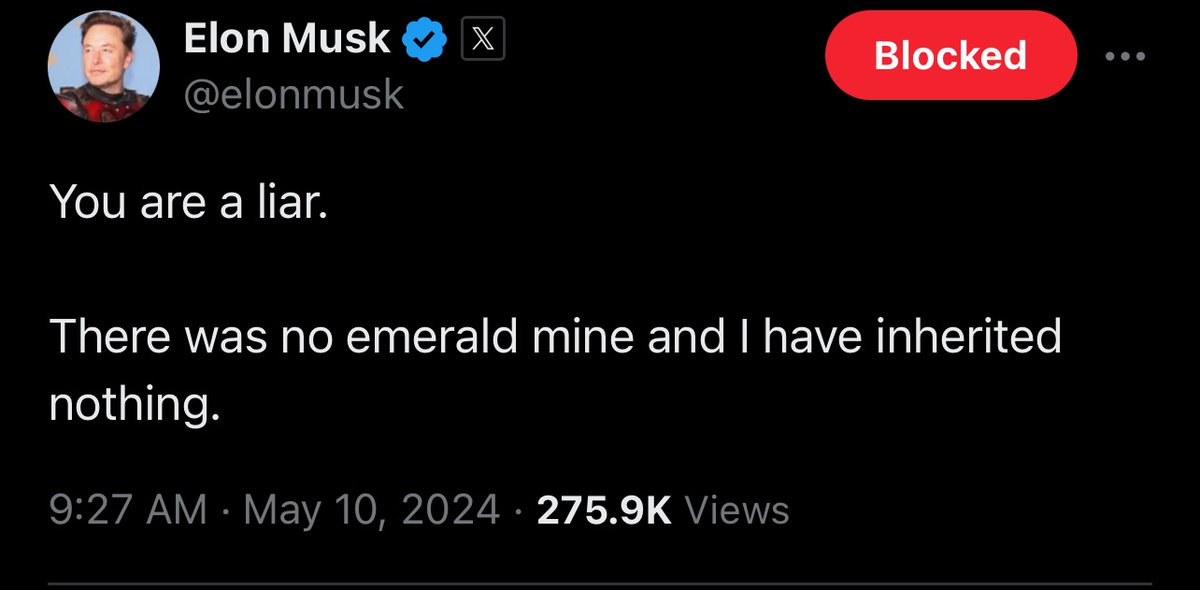 Elon Musk
X
@elonmusk
Blocked
You are a liar.
There was no emerald mine and I have inherited
nothing.
9:27 AM · May 10, 2024 · 275.9K Views